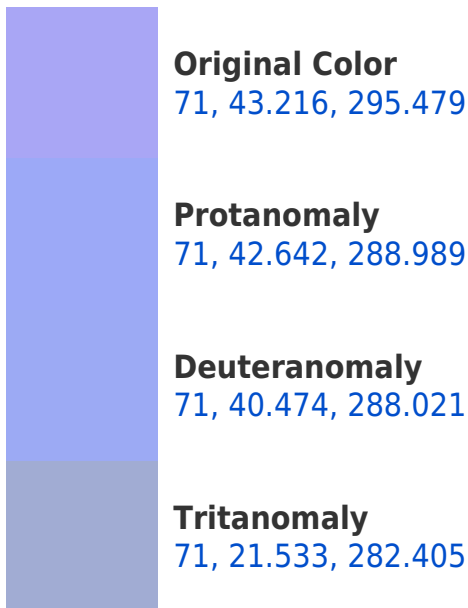 Original Color
71, 43.216, 295.479
Protanomaly
71, 42.642, 288.989
Deuteranomaly
71, 40.474, 288.021
Tritanomaly
71, 21.533, 282.405